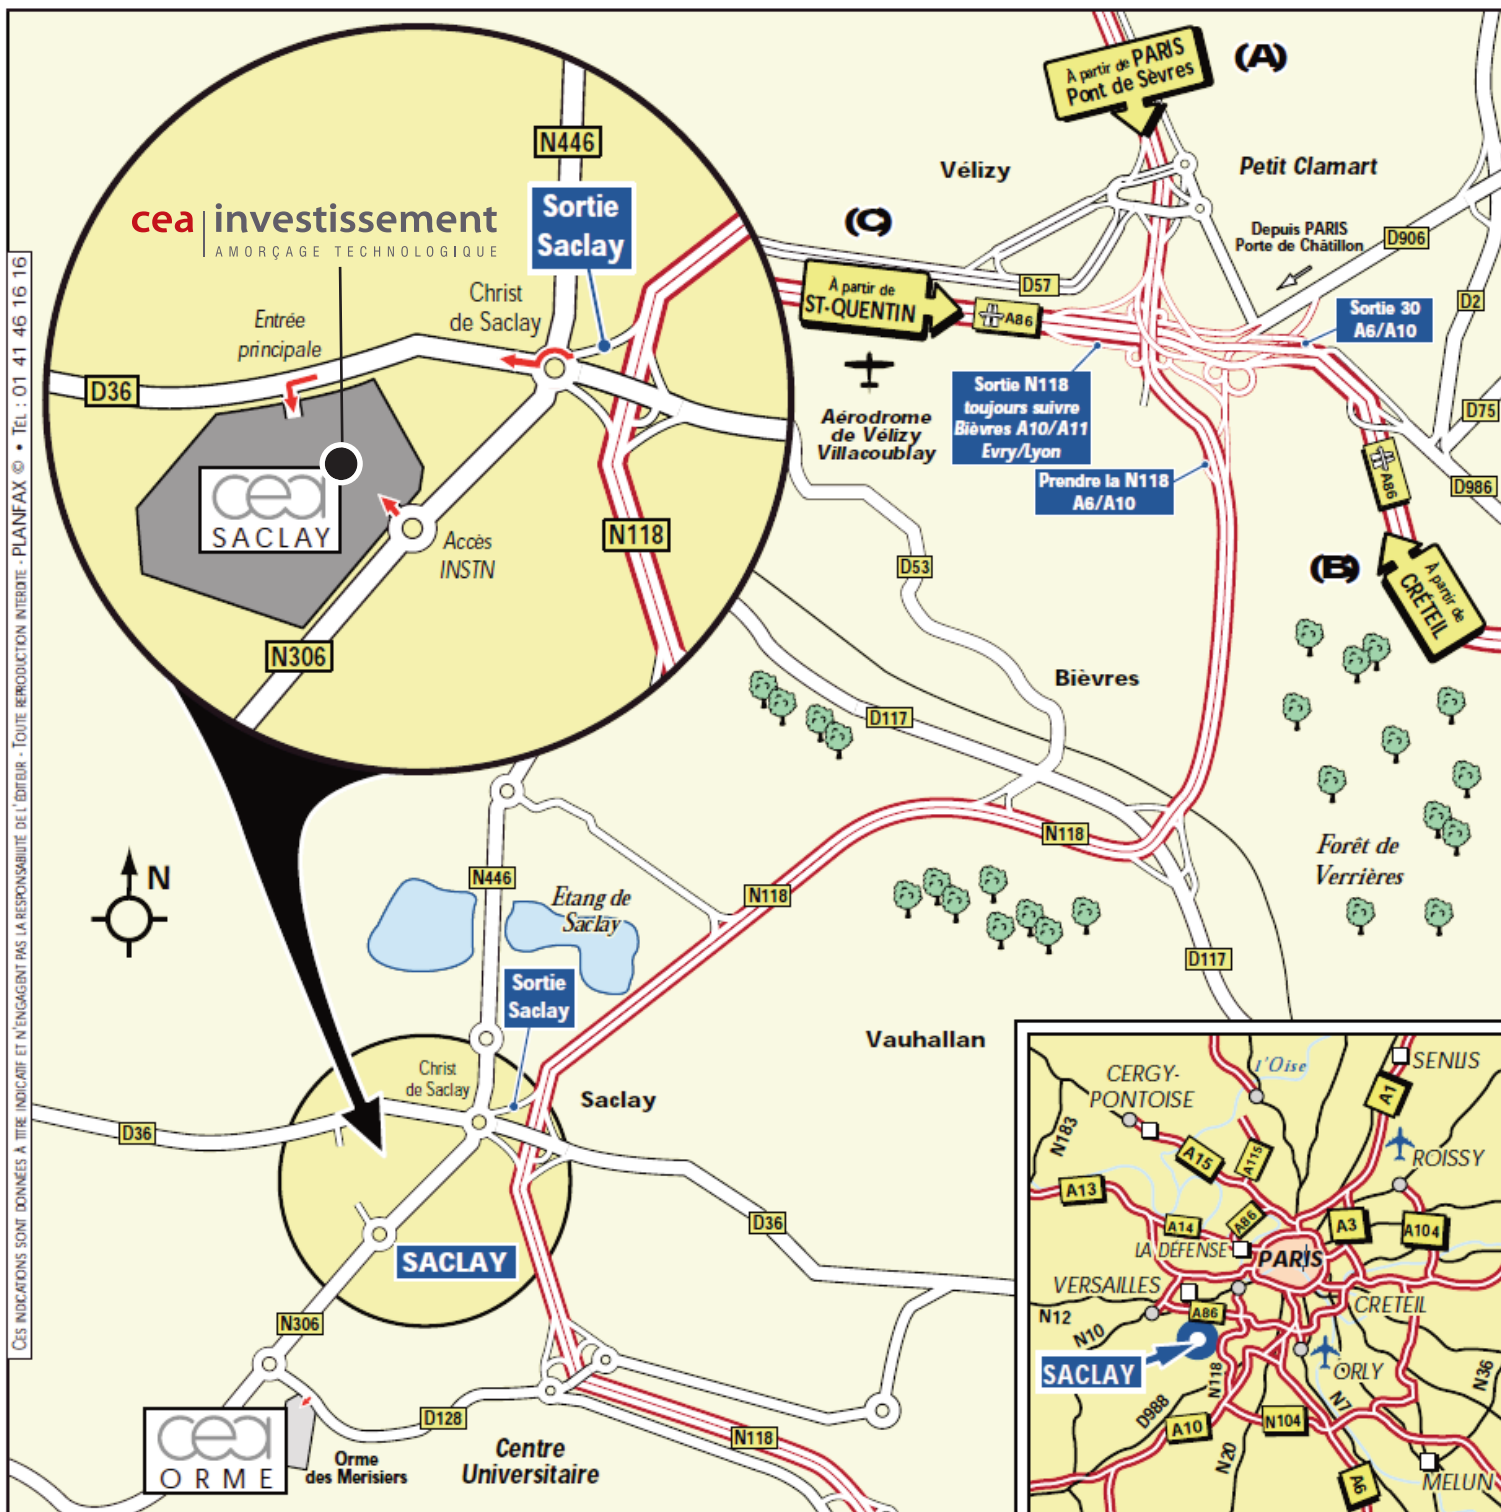 À partir de PARIS
Pont de Sèvres
(A)
N446
Vélizy
Petit Clamart
cea investissement
AMORÇAGE TECHNOLOGIQUE
Sortie
Saclay
(C)
Depuis PARIS
Porte de Châtillon
D906
À partir de
ST-QUENTIN
D57
A86
D2
Christ
de Saclay
Sortie 30
A6/A10
Entrée
principale
D36
Sortie N118
toujours suivre
Bièvres A10/A11
Evry/Lyon
Aérodrome
de Vélizy
Villacoublay
D75
Prendre la N118
A6/A10
A86
D986
cea
SACLAY
Accès
INSTN
N118
D53
(B)
À partir de
CRÉTEIL
N306
Bièvres
D117
N118
Forêt de
Verrières
N
N446
Etang de
Saclay
N118
D117
Sortie
Saclay
Vauhallan
Christ
de Saclay
Saclay
D36
D36
SACLAY
N306
D128
N118
cea
ORME
Orme
des Merisiers
Centre
Universitaire
l'Oise
SENLIS
CERGY-
PONTOISE
A1
N183
A15
A115
ROISSY
A13
A14
A86
A3
A104
LA DÉFENSE
PARIS
VERSAILLES
CRETEIL
N12
N10
A86
SACLAY
ORLY
N118
N36
D988
N7
A10
N104
N20
A6
MELUN
CES INDICATIONS SONT DONNÉES À TITRE INDICATIF ET N'ENGAGENT PAS LA RESPONSABILITÉ DE L'ÉDITEUR - TOUTE REPRODUCTION INTERDITE - PLANFAX © • TEL : 01 41 46 16 16